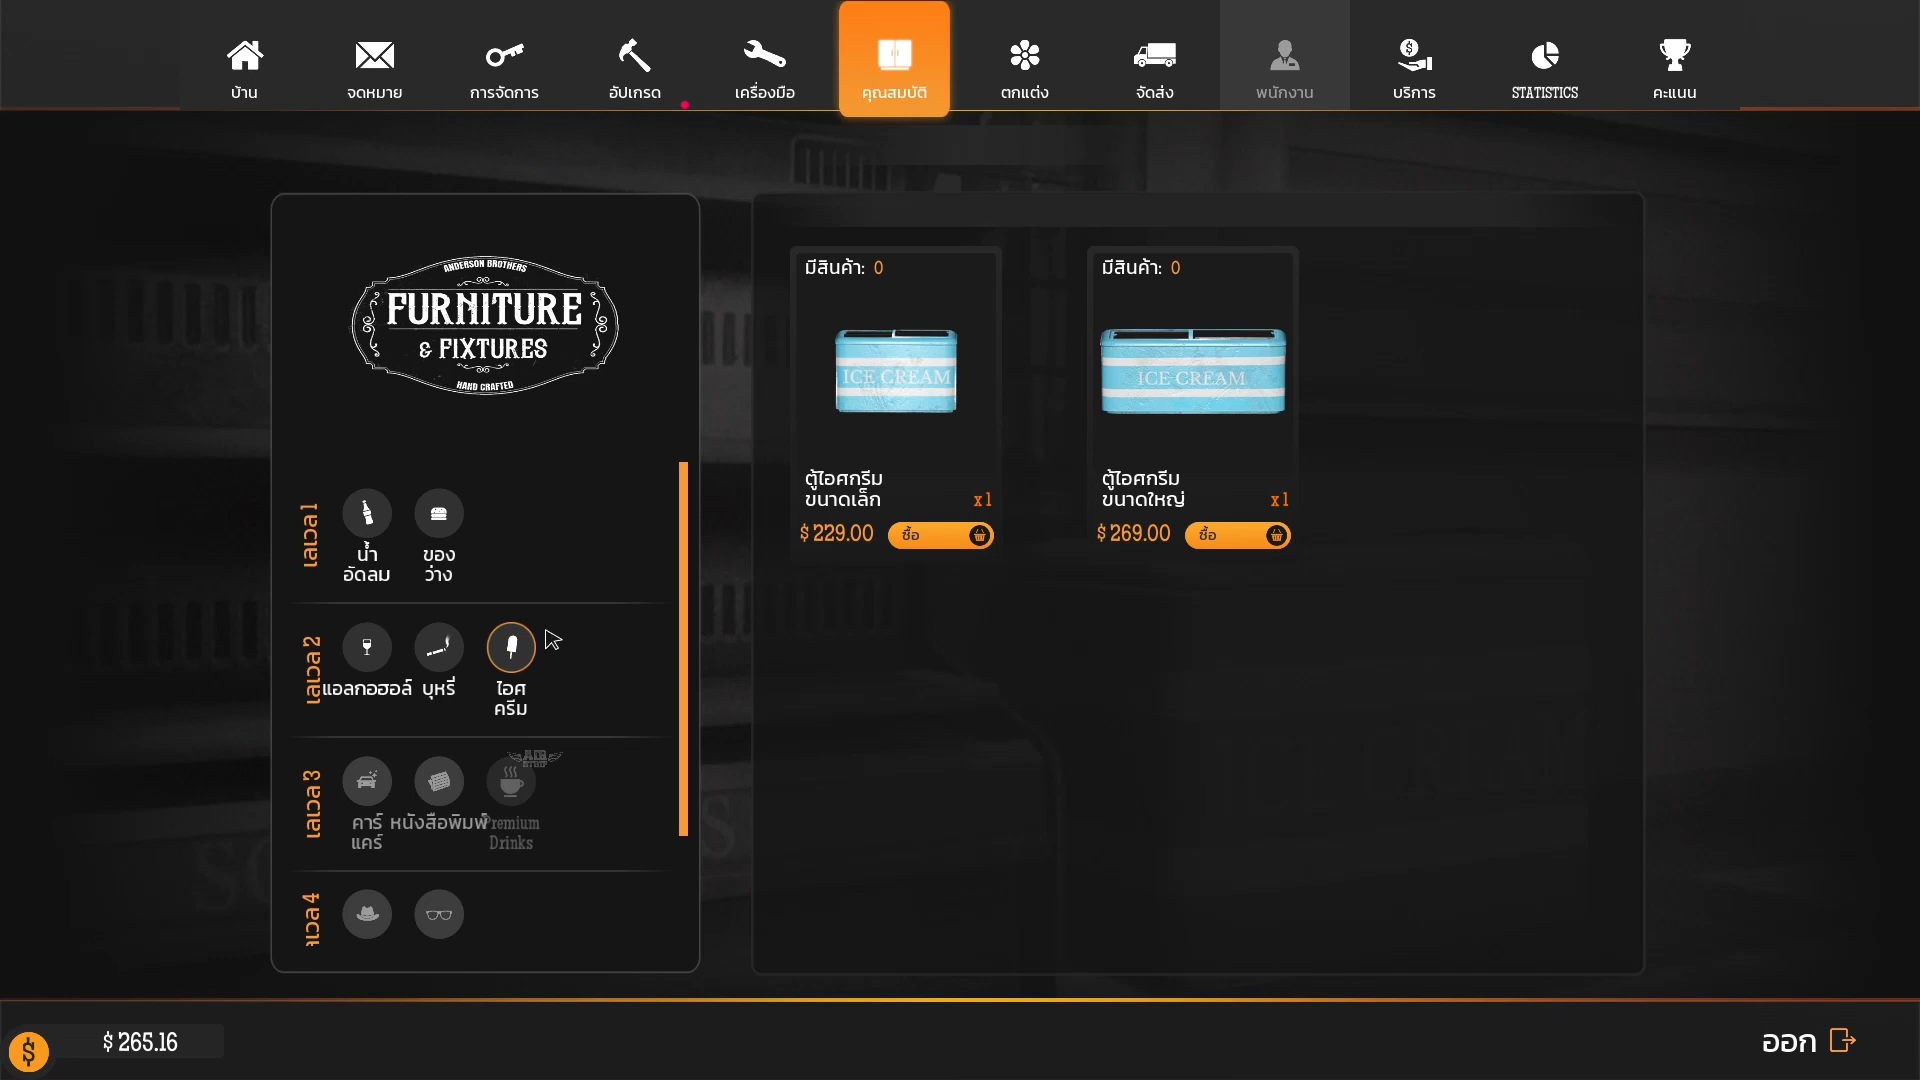 บ้าน
จดหมาย
การจัดการ
อัปเกรด
เครื่องมือ
คุณสมบัติ
ตกแต่ง
จัดส่ง
พนักงาน
บริการ
STATISTICS
คะแนน
ANDERSON BROTHERS
FURNITURE
& FIXTURES
HAND CRAFTED
เลเวล 1
น้ำ
อัดลม
ของ
ว่าง
เลเวล 2
แอลกอฮอล์
บุหรี่
ไอศ
ครีม
เลเวล 3
คาร์
แคร์
หนังสือพิมพ์
AIR
STRIP
Premium
Drinks
เลเวล 4
มีสินค้า: 0
ICE CREAM
ตู้ไอศกรีม
ขนาดเล็ก
x1
$ 229.00
ซื้อ
มีสินค้า: 0
ICE CREAM
ตู้ไอศกรีม
ขนาดใหญ่
x1
$ 269.00
ซื้อ
$ 265.16
ออก